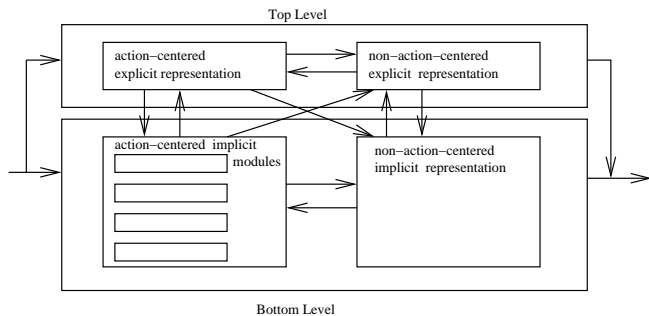 Top Level
action−centered
explicit representation
non−action−centered
explicit representation
action−centered implicit
modules
non−action−centered
implicit representation
Bottom Level